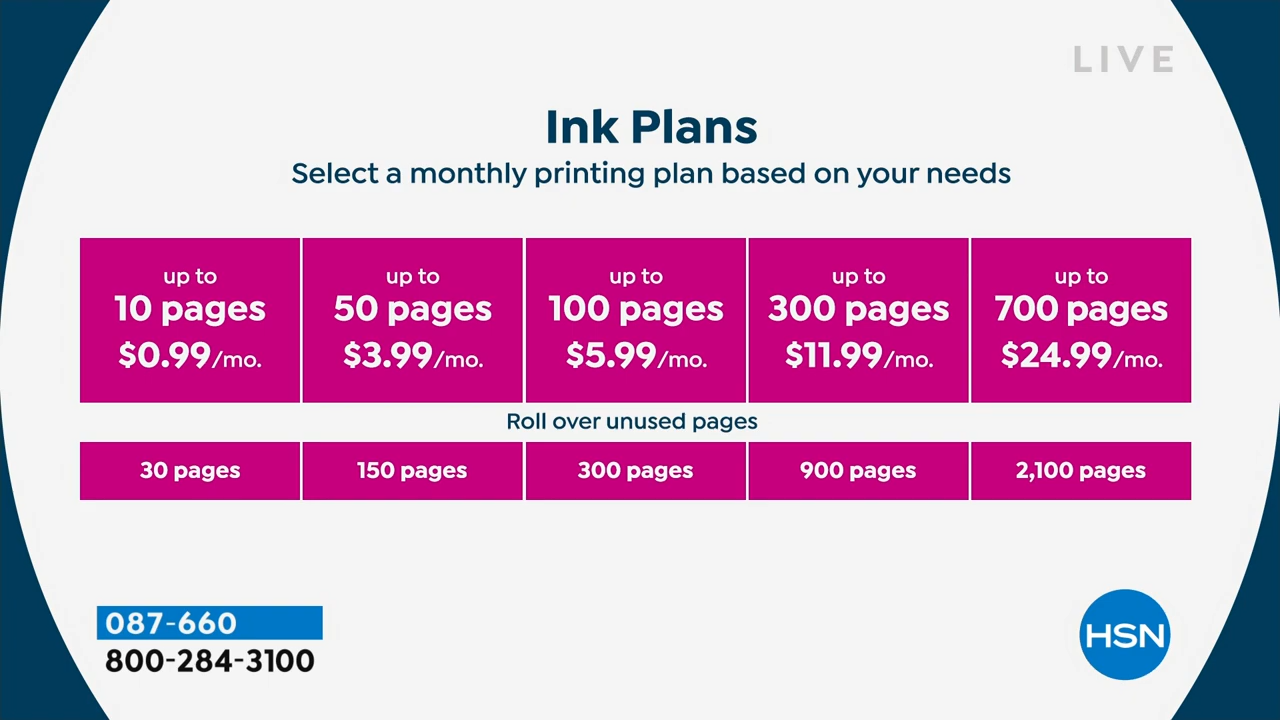 LIVE
Ink Plans
Select a monthly printing plan based on your needs
up to
10 pages
$0.99/mo.
up to
50 pages
$3.99/mo.
up to
100 pages
$5.99/mo.
up to
300 pages
$11.99/mo.
up to
700 pages
$24.99/mo.
Roll over unused pages
30 pages
150 pages
300 pages
900 pages
2,100 pages
087-660
800-284-3100
HSN